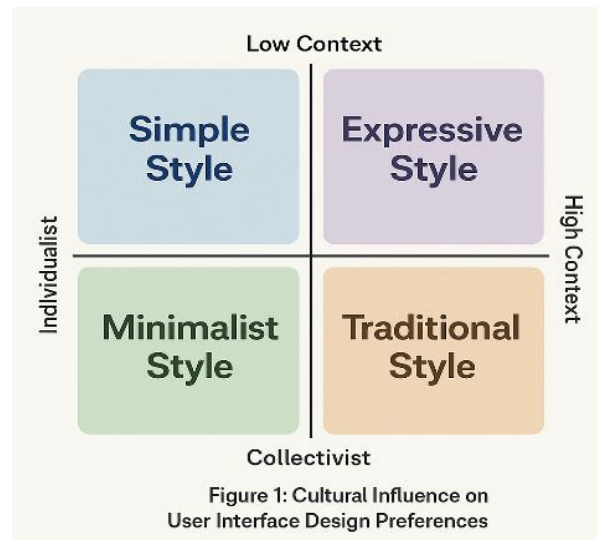 Low Context
Simple
Style
Expressive
Style
Individualist
High Context
Minimalist
Style
Traditional
Style
Collectivist
Figure 1: Cultural Influence on
User Interface Design Preferences